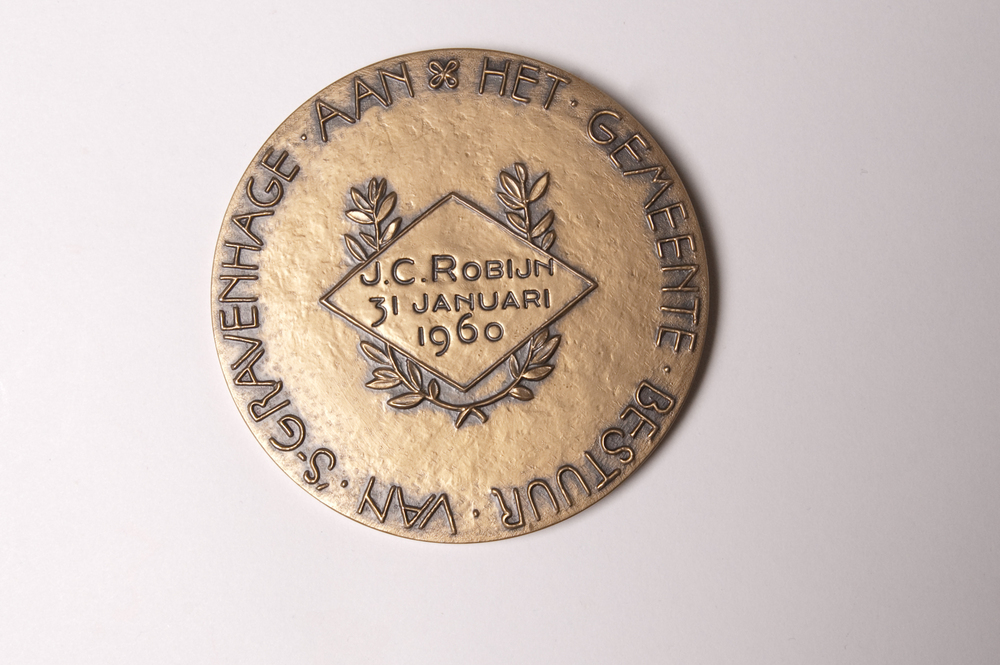 HET · GEMEENTE · BESTUUR · VAN · 'S-GRAVENHAGE · AAN
J.C. ROBIJN
31 JANUARI
1960